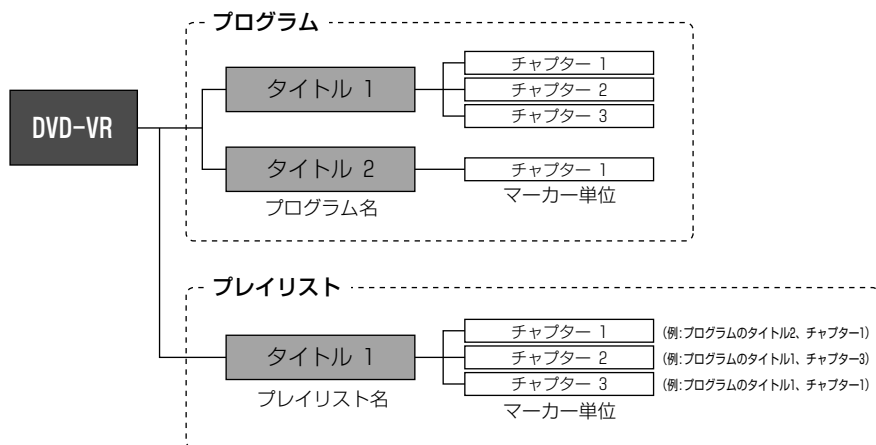 プログラム
DVD-VR
タイトル 1
チャプター 1
チャプター 2
チャプター 3
タイトル 2
チャプター 1
プログラム名
マーカー単位
プレイリスト
タイトル 1
チャプター 1 (例:プログラムのタイトル2、チャプター1)
チャプター 2 (例:プログラムのタイトル1、チャプター3)
チャプター 3 (例:プログラムのタイトル1、チャプター1)
プレイリスト名
マーカー単位